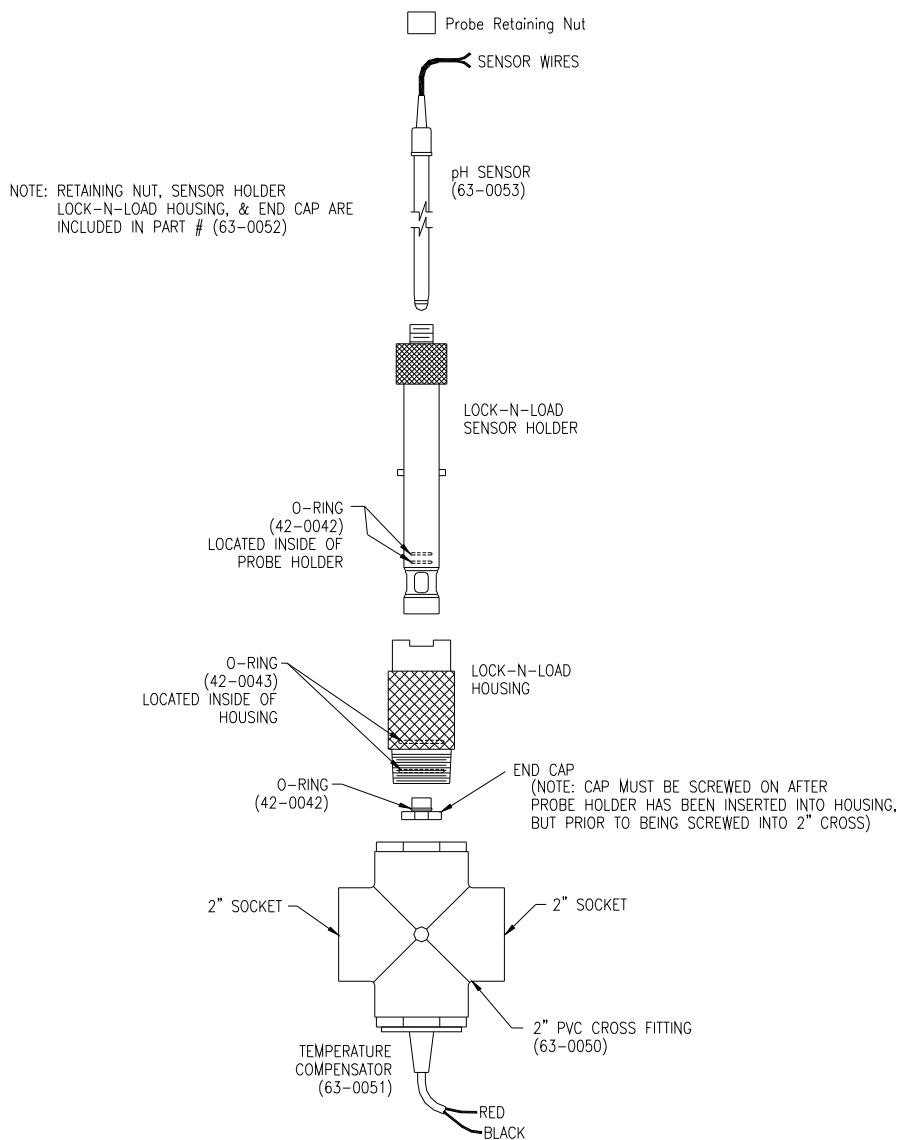 Probe Retaining Nut
SENSOR WIRES
pH SENSOR
(63-0053)
NOTE: RETAINING NUT, SENSOR HOLDER
LOCK-N-LOAD HOUSING, & END CAP ARE
INCLUDED IN PART # (63-0052)
LOCK-N-LOAD
SENSOR HOLDER
O-RING
(42-0042)
LOCATED INSIDE OF
PROBE HOLDER
O-RING
(42-0043)
LOCATED INSIDE OF
HOUSING
LOCK-N-LOAD
HOUSING
O-RING
(42-0042)
END CAP
(NOTE: CAP MUST BE SCREWED ON AFTER
PROBE HOLDER HAS BEEN INSERTED INTO HOUSING,
BUT PRIOR TO BEING SCREWED INTO 2" CROSS)
2" SOCKET
2" SOCKET
2" PVC CROSS FITTING
(63-0050)
TEMPERATURE
COMPENSATOR
(63-0051)
RED
BLACK